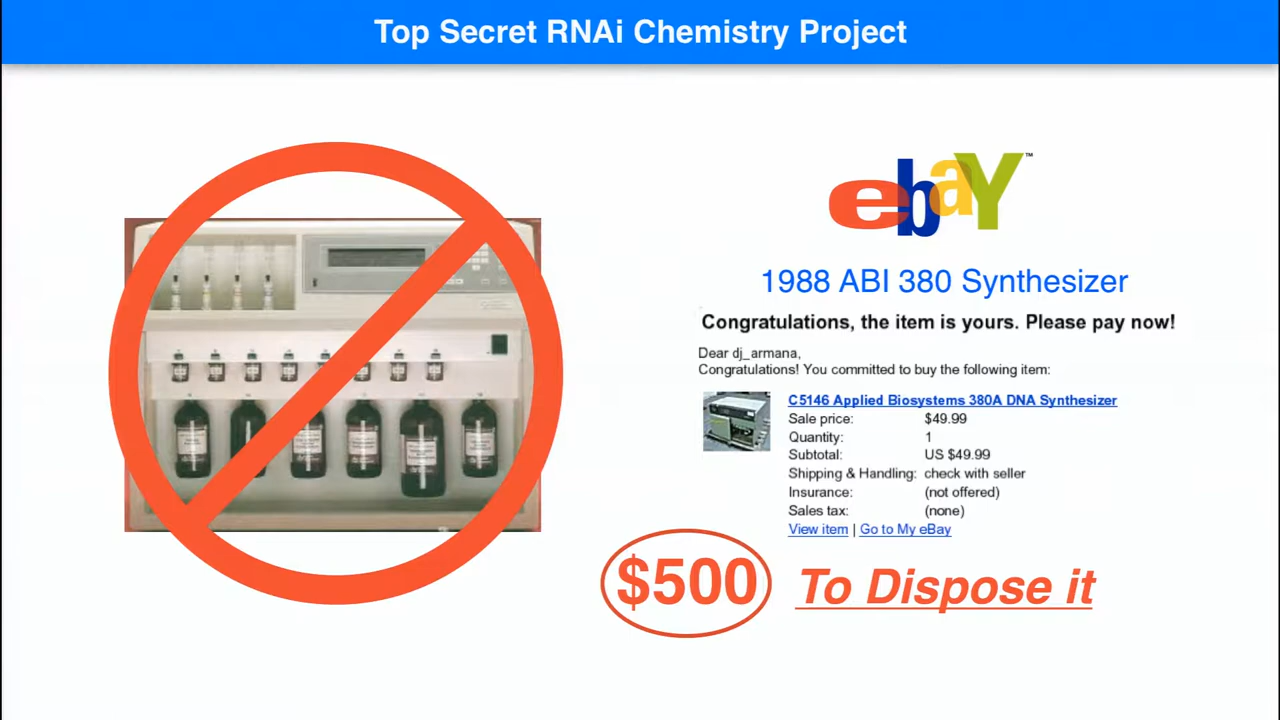 Top Secret RNAi Chemistry Project
ebaY™
1988 ABI 380 Synthesizer
Congratulations, the item is yours. Please pay now!
Dear dj_armana,
Congratulations! You committed to buy the following item:
C5146 Applied Biosystems 380A DNA Synthesizer
Sale price: $49.99
Quantity: 1
Subtotal: US $49.99
Shipping & Handling: check with seller
Insurance: (not offered)
Sales tax: (none)
View item | Go to My eBay
$500 To Dispose it